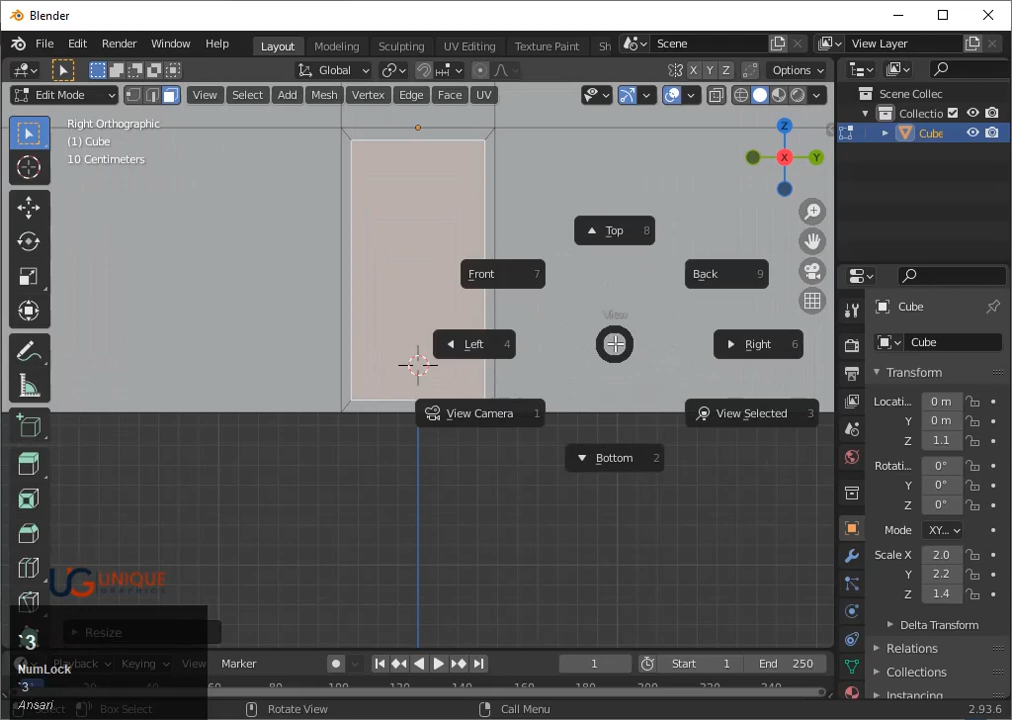 Blender
File Edit Render Window Help Layout Modeling Sculpting UV Editing Texture Paint Sh Scene View Layer
Global X Y Z Options
Edit Mode View Select Add Mesh Vertex Edge Face UV
Scene Collec
Collectio
Cube
Right Orthographic
(1) Cube
10 Centimeters
Z
X
Y
Top 8
Front 7
Back 9
View
Left 4
Right 6
View Camera 1
View Selected 3
Bottom 2
Cube
Cube
Transform
Locati.. 0 m
Y 0 m
Z 1.1
Rotati.. 0°
Y 0°
Z 0°
Mode XY...
Scale X 2.0
Y 2.2
Z 1.4
Delta Transform
Relations
Collections
Instancing
UG UNIQUE
GRAPHICS
Resize
`3
NumLock
`3
Ansari
Playback Keying View Marker 1 Start 1 End 250
Select Box Select Rotate View Call Menu 2.93.6